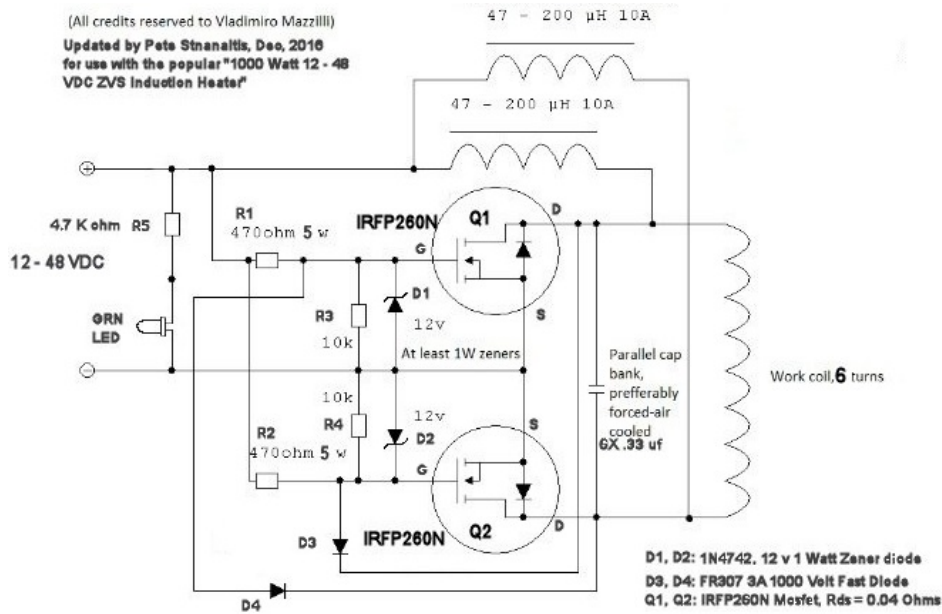 (All credits reserved to Vladimiro Mazzilli)
Updated by Pete Stnanaitis, Dec, 2016
for use with the popular "1000 Watt 12 - 48
VDC ZVS Induction Heater"
47 - 200 µH 10A
47 - 200 µH 10A
4.7 K ohm R5
R1
470ohm 5 w
IRFP260N
Q1
D
G
S
12 - 48 VDC
D1
12v
R3
10k
GRN
LED
At least 1W zeners
Parallel cap
bank,
prefferably
forced-air
cooled
6X .33 uf
Work coil, 6 turns
10k
R4
12v
D2
R2
470ohm 5 w
S
G
D
D3
IRFP260N
Q2
D4
D1, D2: 1N4742, 12 v 1 Watt Zener diode
D3, D4: FR307 3A 1000 Volt Fast Diode
Q1, Q2: IRFP260N Mosfet, Rds = 0.04 Ohms